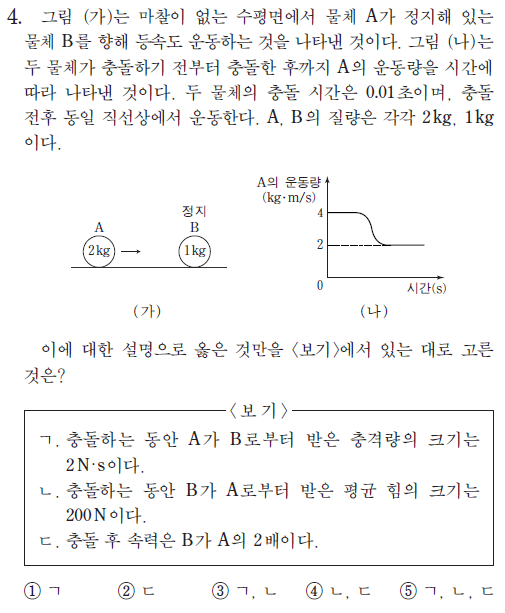 4. 그림 (가)는 마찰이 없는 수평면에서 물체 A가 정지해 있는
물체 B를 향해 등속도 운동하는 것을 나타낸 것이다. 그림 (나)는
두 물체가 충돌하기 전부터 충돌한 후까지 A의 운동량을 시간에
따라 나타낸 것이다. 두 물체의 충돌 시간은 0.01초이며, 충돌
전후 동일 직선상에서 운동한다. A, B의 질량은 각각 2kg, 1kg
이다.
정지
A
B
2kg
1kg
(가)
A의 운동량
(kg·m/s)
4
2
0
시간(s)
(나)
이에 대한 설명으로 옳은 것만을 <보기>에서 있는 대로 고른
것은?
<보 기>
ㄱ. 충돌하는 동안 A가 B로부터 받은 충격량의 크기는
2N·s이다.
ㄴ. 충돌하는 동안 B가 A로부터 받은 평균 힘의 크기는
200N이다.
ㄷ. 충돌 후 속력은 B가 A의 2배이다.
① ㄱ ② ㄷ ③ ㄱ, ㄴ ④ ㄴ, ㄷ ⑤ ㄱ, ㄴ, ㄷ